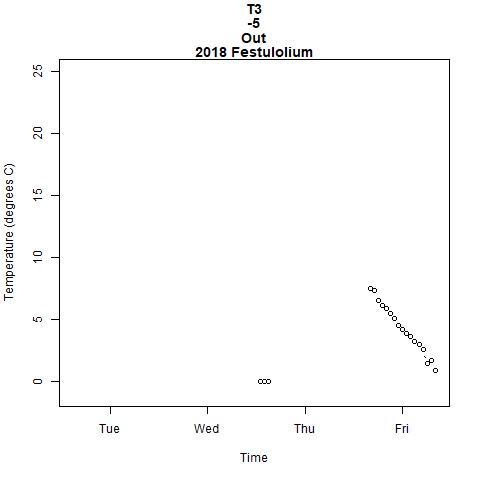 T3
-5
Out
2018 Festulolium
Temperature (degrees C)
25
20
15
10
5
0
Tue Wed Thu Fri
Time